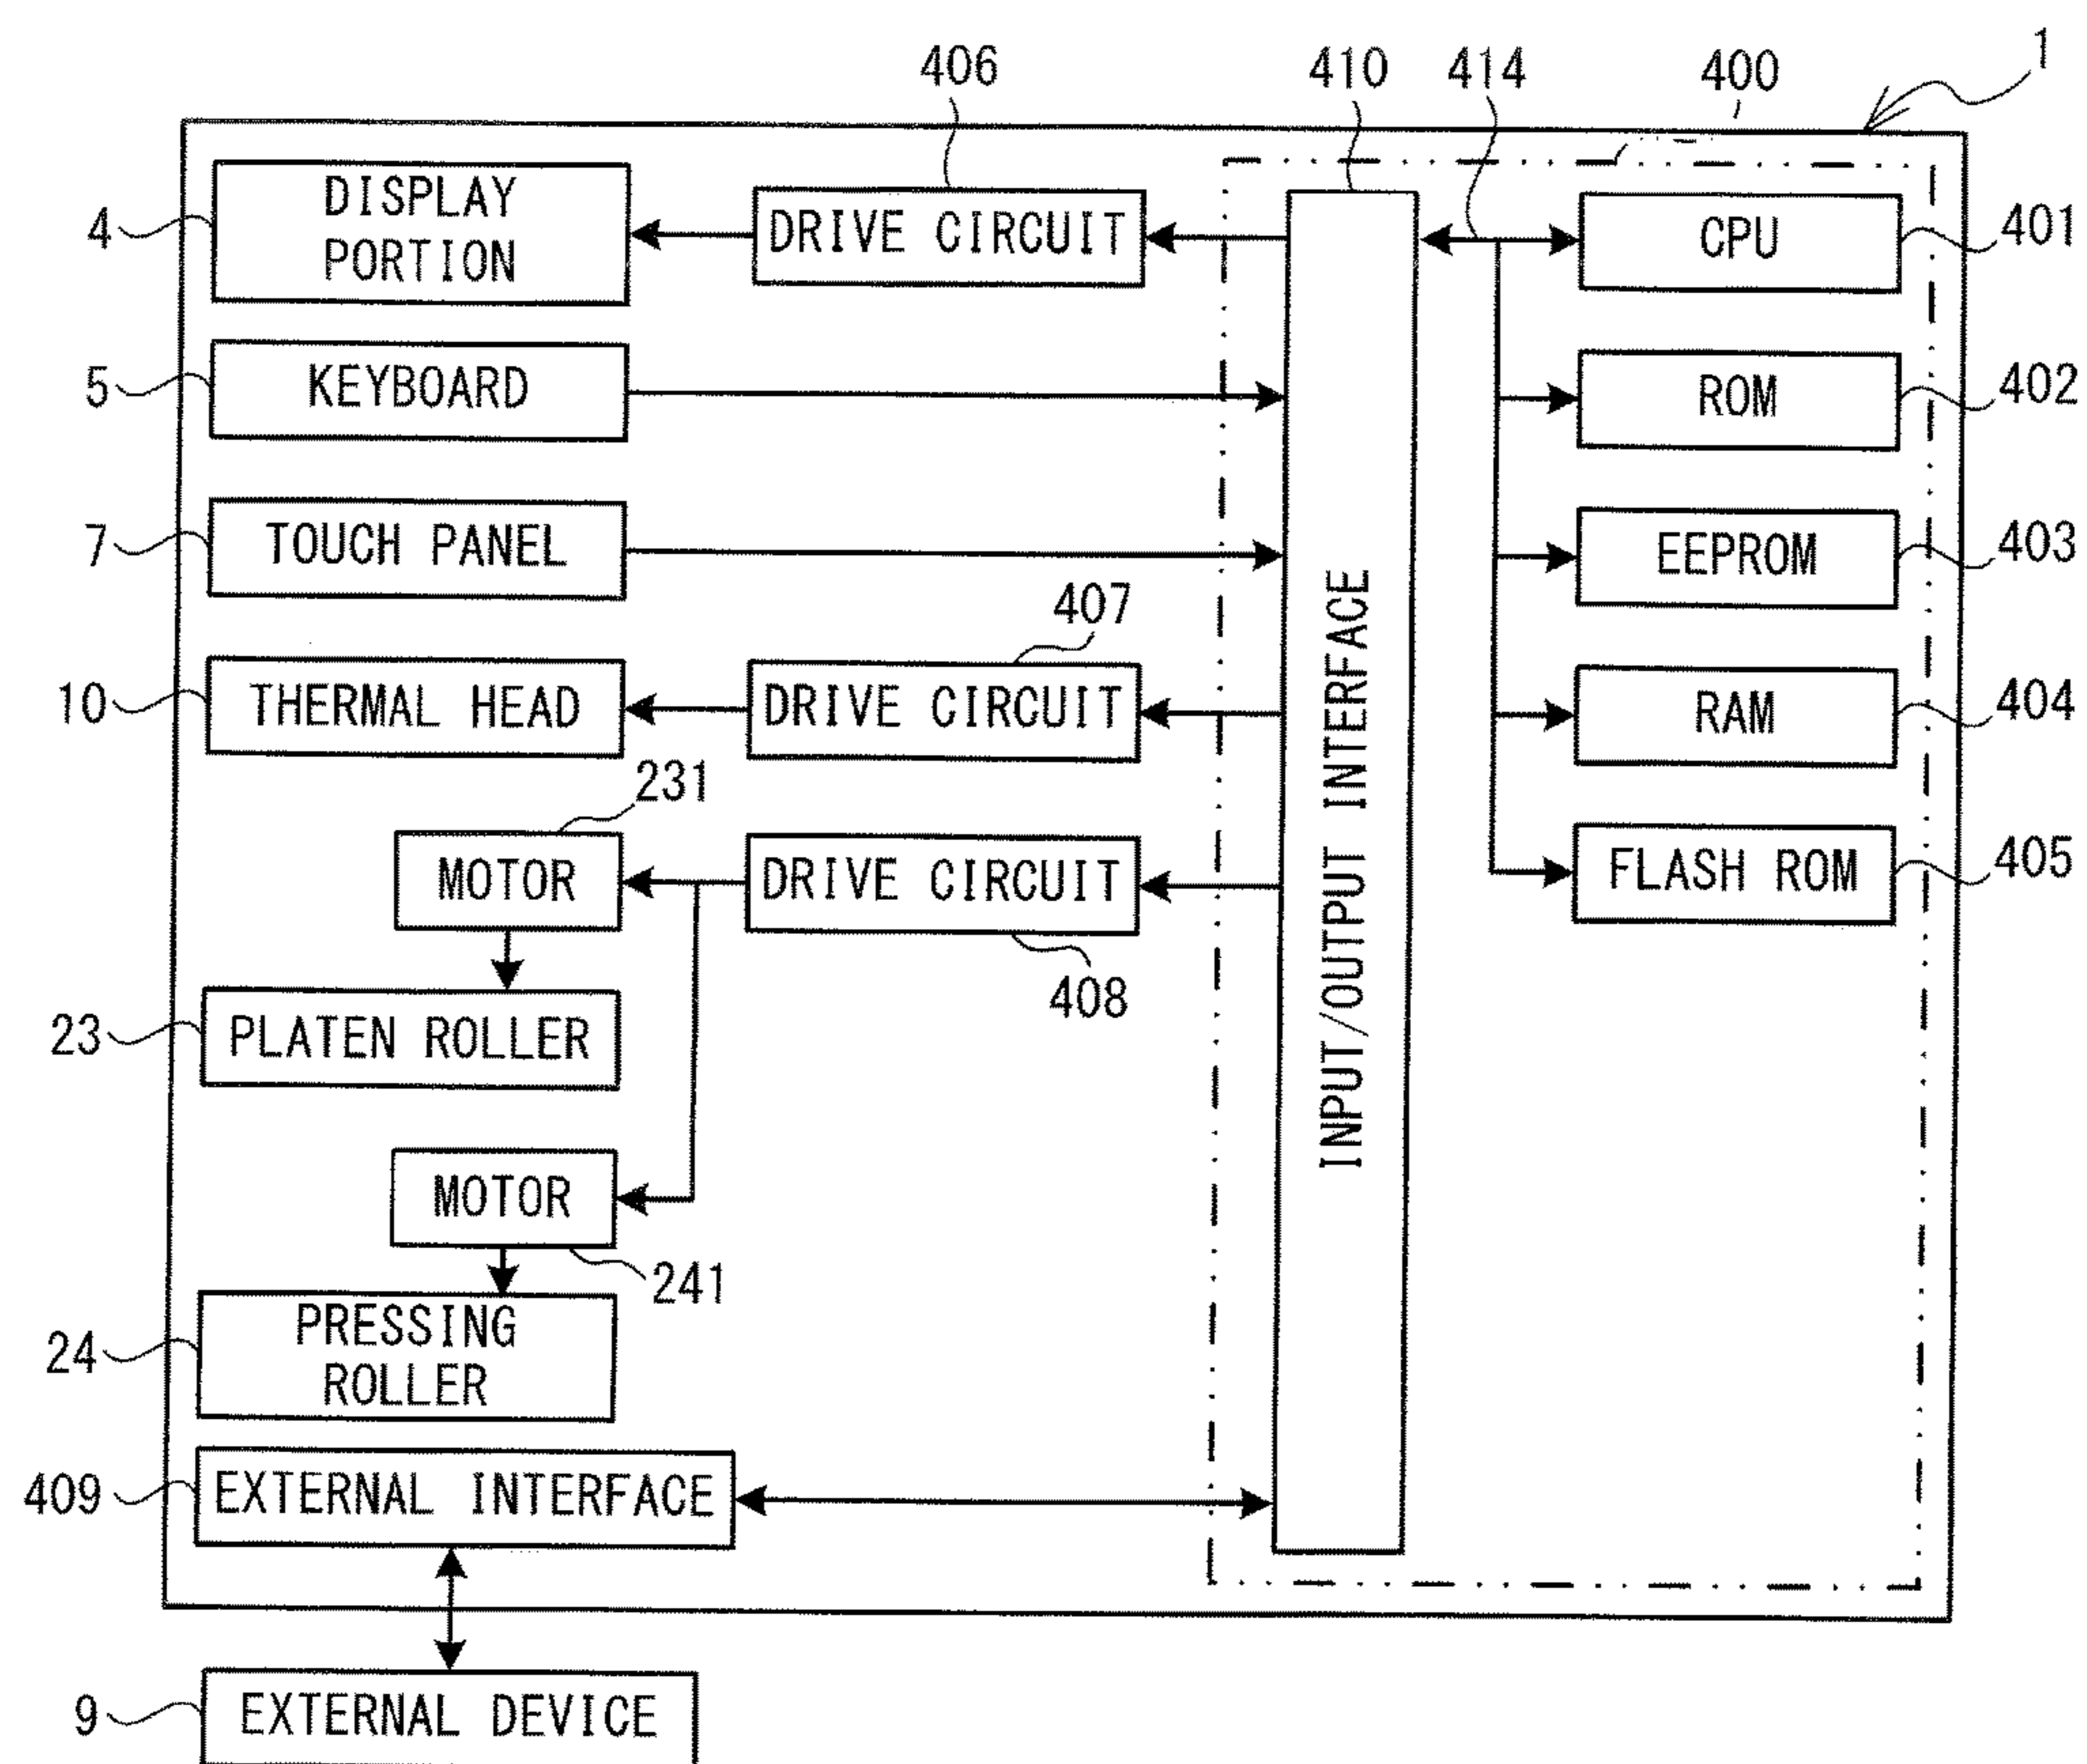 406
410
414
400
1
DISPLAY
PORTION
4
DRIVE CIRCUIT
CPU
401
KEYBOARD
5
ROM
402
TOUCH PANEL
7
EEPROM
403
407
THERMAL HEAD
10
DRIVE CIRCUIT
RAM
404
231
MOTOR
DRIVE CIRCUIT
FLASH ROM
405
408
INPUT/OUTPUT INTERFACE
23
PLATEN ROLLER
MOTOR
241
PRESSING
ROLLER
24
409
EXTERNAL INTERFACE
9
EXTERNAL DEVICE